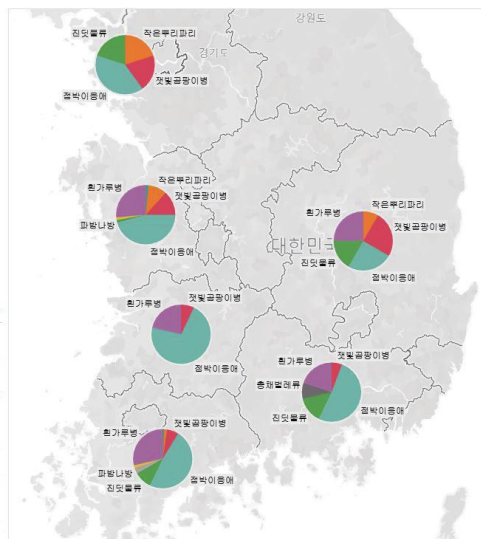 강원도
진딧물류
작은뿌리파리
경기도
잿빛곰팡이병
점박이응애
작은뿌리파리
흰가루병
잿빛곰팡이병
파밤나방
점박이응애
작은뿌리파리
흰가루병
잿빛곰팡이병
대한민국
진딧물류
점박이응애
흰가루병
잿빛곰팡이병
점박이응애
흰가루병
잿빛곰팡이병
총채벌레류
점박이응애
진딧물류
흰가루병
잿빛곰팡이병
파밤나방
점박이응애
진딧물류